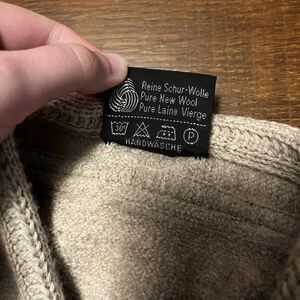 Reine Schur-Wolle
Pure New Wool
Pure Laine Vierge
30° P
HANDWÄSCHE